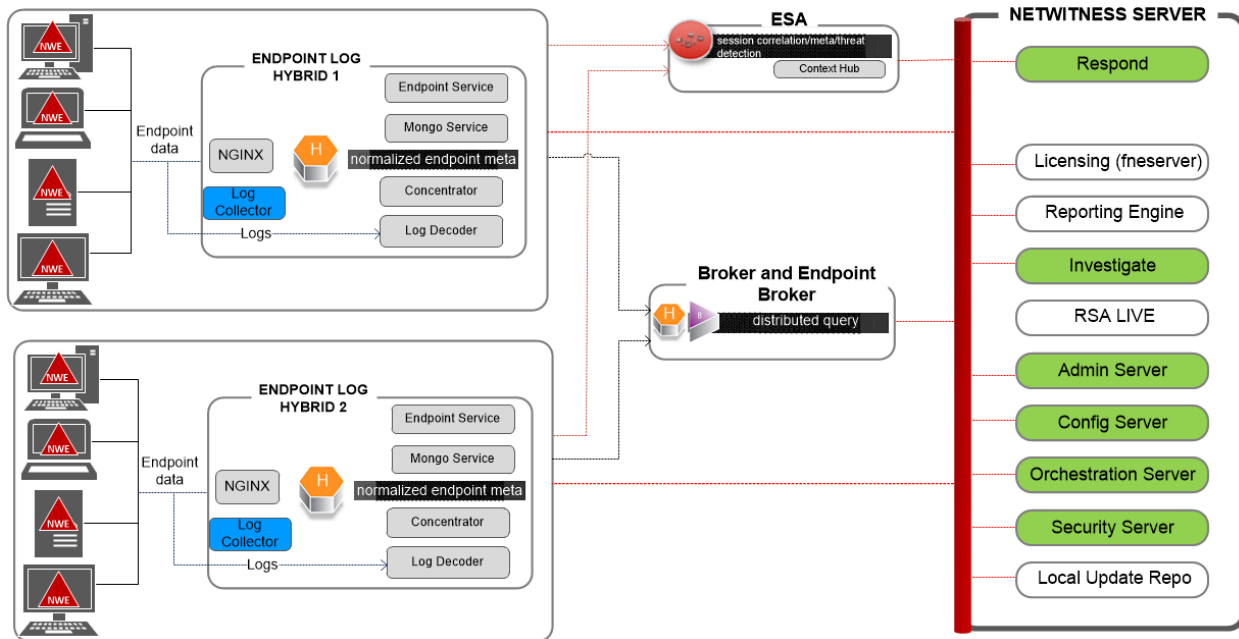 NWE
NWE
NWE
NWE
Endpoint
data
ENDPOINT LOG
HYBRID 1
Endpoint Service
Mongo Service
NGINX
H
normalized endpoint meta
Log
Collector
Concentrator
Logs
Log Decoder
NWE
NWE
NWE
NWE
Endpoint
data
ENDPOINT LOG
HYBRID 2
Endpoint Service
Mongo Service
NGINX
H
normalized endpoint meta
Log
Collector
Concentrator
Logs
Log Decoder
ESA
session correlation/meta/threat
detection
Context Hub
Broker and Endpoint
Broker
H
B
distributed query
NETWITNESS SERVER
Respond
Licensing (fneserver)
Reporting Engine
Investigate
RSA LIVE
Admin Server
Config Server
Orchestration Server
Security Server
Local Update Repo